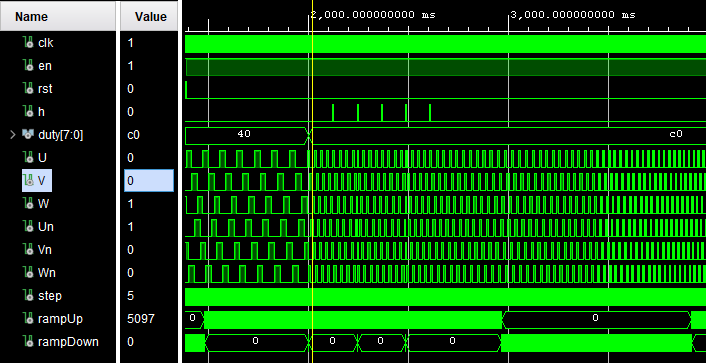 Name Value 2,000.000000000 ms 3,000.000000000 ms
clk 1
en 1
rst 0
h 0
duty[7:0] c0 40 c0
U 0
V 0
W 1
Un 1
Vn 0
Wn 0
step 5
rampUp 5097 0 0
rampDown 0 0 0 0 0